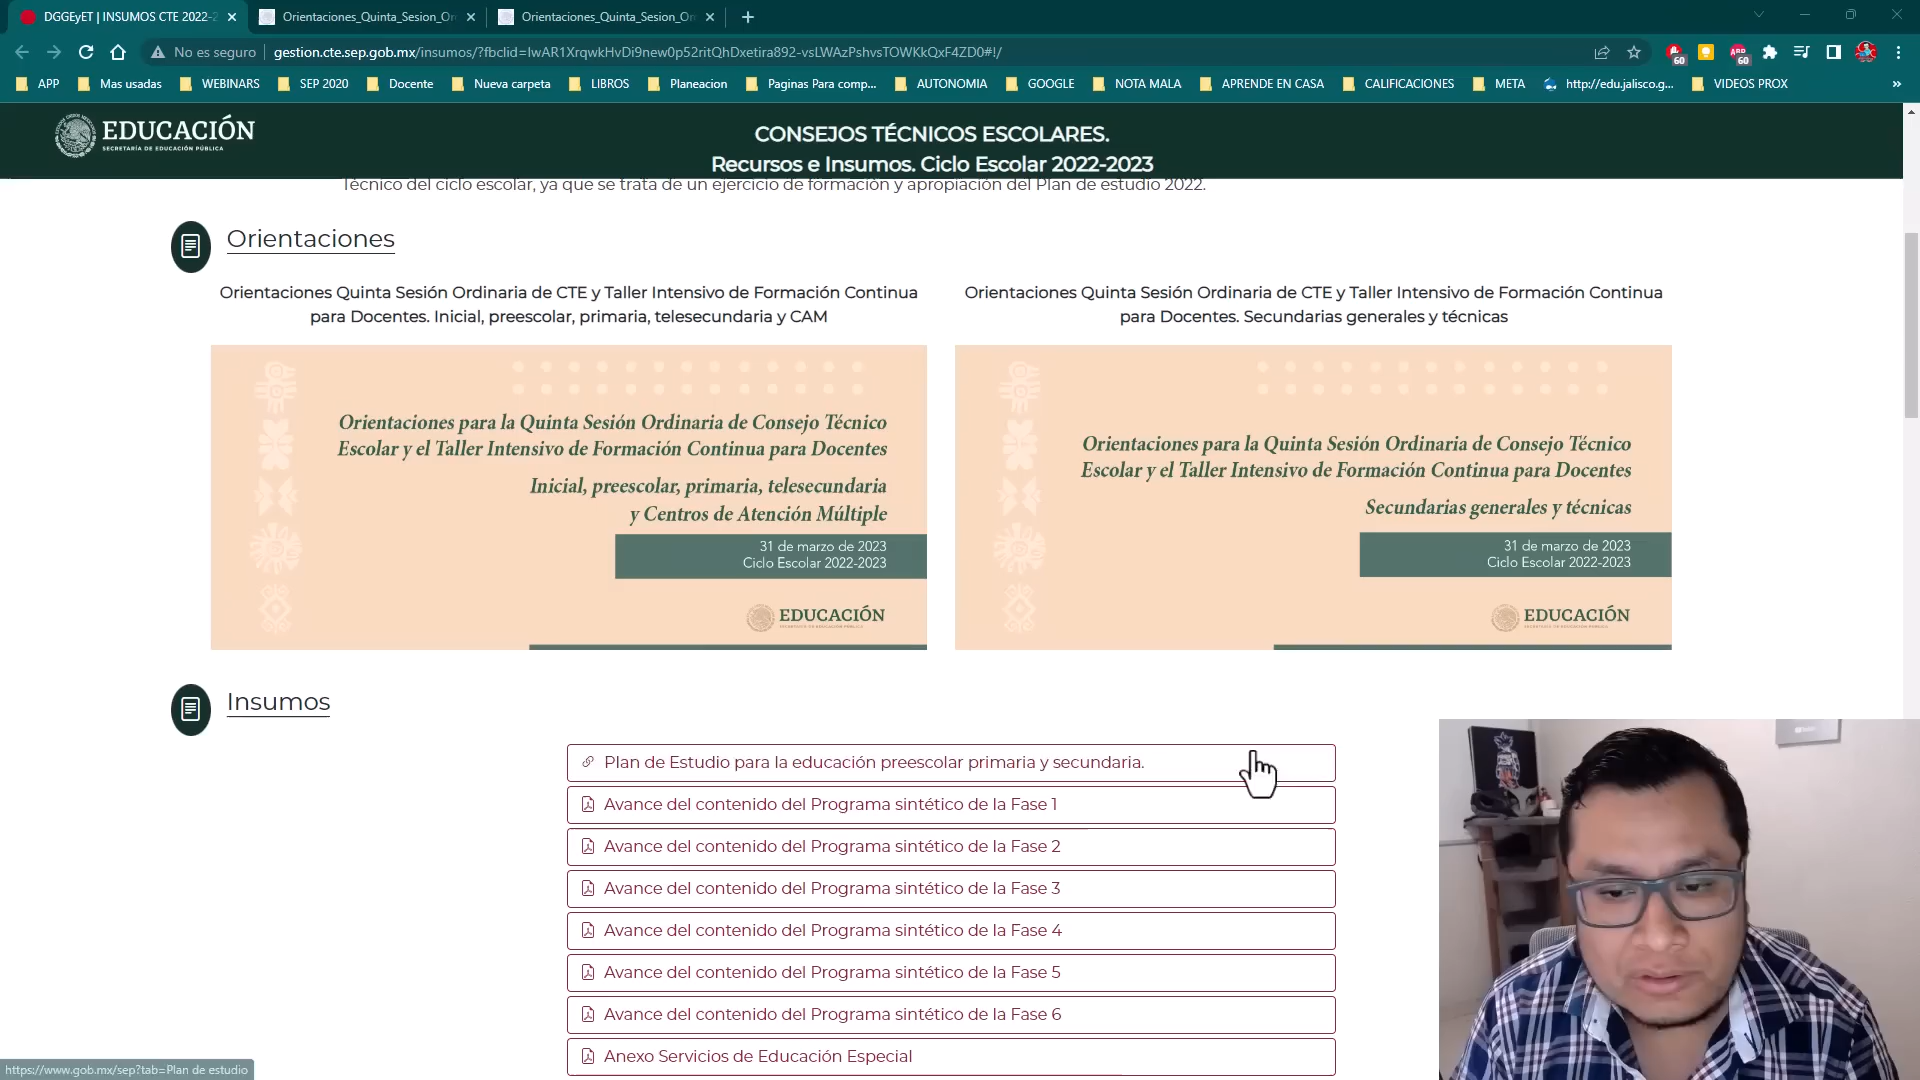 DGGEyET | INSUMOS CTE 2022-2
Orientaciones_Quinta_Sesion_Or
Orientaciones_Quinta_Sesion_Or
No es seguro
gestion.cte.sep.gob.mx/insumos/?fbclid=IwAR1XrqwkHvDi9new0p52ritQhDxetira892-vsLWAzPshvsTOWKkQxF4ZD0#!/
60
60
APP
Mas usadas
WEBINARS
SEP 2020
Docente
Nueva carpeta
LIBROS
Planeacion
Paginas Para comp...
AUTONOMIA
GOOGLE
NOTA MALA
APRENDE EN CASA
CALIFICACIONES
META
http://edu.jalisco.g...
VIDEOS PROX
EDUCACIÓN
SECRETARÍA DE EDUCACIÓN PÚBLICA
CONSEJOS TÉCNICOS ESCOLARES.
Recursos e Insumos. Ciclo Escolar 2022-2023
Técnico del ciclo escolar, ya que se trata de un ejercicio de formación y apropiación del Plan de estudio 2022.
Orientaciones
Orientaciones Quinta Sesión Ordinaria de CTE y Taller Intensivo de Formación Continua
para Docentes. Inicial, preescolar, primaria, telesecundaria y CAM
Orientaciones Quinta Sesión Ordinaria de CTE y Taller Intensivo de Formación Continua
para Docentes. Secundarias generales y técnicas
Orientaciones para la Quinta Sesión Ordinaria de Consejo Técnico
Escolar y el Taller Intensivo de Formación Continua para Docentes
Inicial, preescolar, primaria, telesecundaria
y Centros de Atención Múltiple
31 de marzo de 2023
Ciclo Escolar 2022-2023
EDUCACIÓN
Orientaciones para la Quinta Sesión Ordinaria de Consejo Técnico
Escolar y el Taller Intensivo de Formación Continua para Docentes
Secundarias generales y técnicas
31 de marzo de 2023
Ciclo Escolar 2022-2023
EDUCACIÓN
Insumos
Plan de Estudio para la educación preescolar primaria y secundaria.
Avance del contenido del Programa sintético de la Fase 1
Avance del contenido del Programa sintético de la Fase 2
Avance del contenido del Programa sintético de la Fase 3
Avance del contenido del Programa sintético de la Fase 4
Avance del contenido del Programa sintético de la Fase 5
Avance del contenido del Programa sintético de la Fase 6
Anexo Servicios de Educación Especial
https://www.gob.mx/sep?tab=Plan de estudio